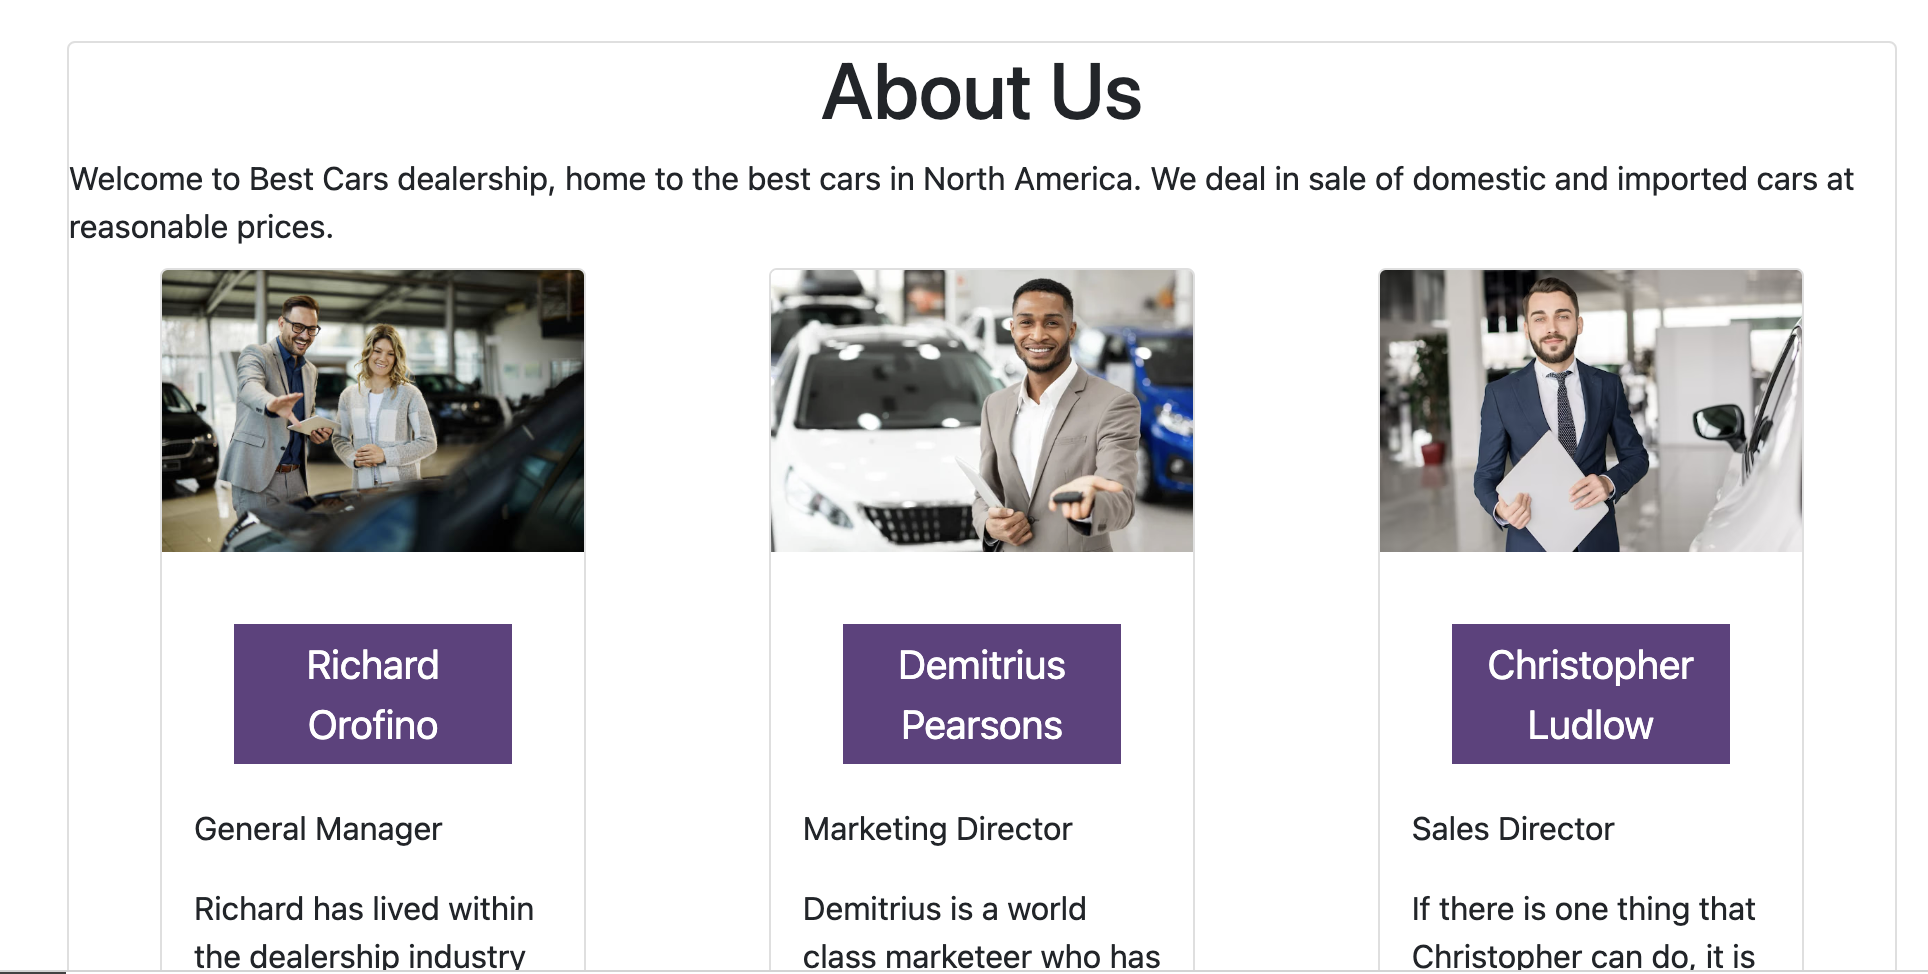 About Us
Welcome to Best Cars dealership, home to the best cars in North America. We deal in sale of domestic and imported cars at
reasonable prices.
Richard
Orofino
General Manager
Richard has lived within
the dealership industry
Demitrius
Pearsons
Marketing Director
Demitrius is a world
class marketeer who has
Christopher
Ludlow
Sales Director
If there is one thing that
Christopher can do, it is